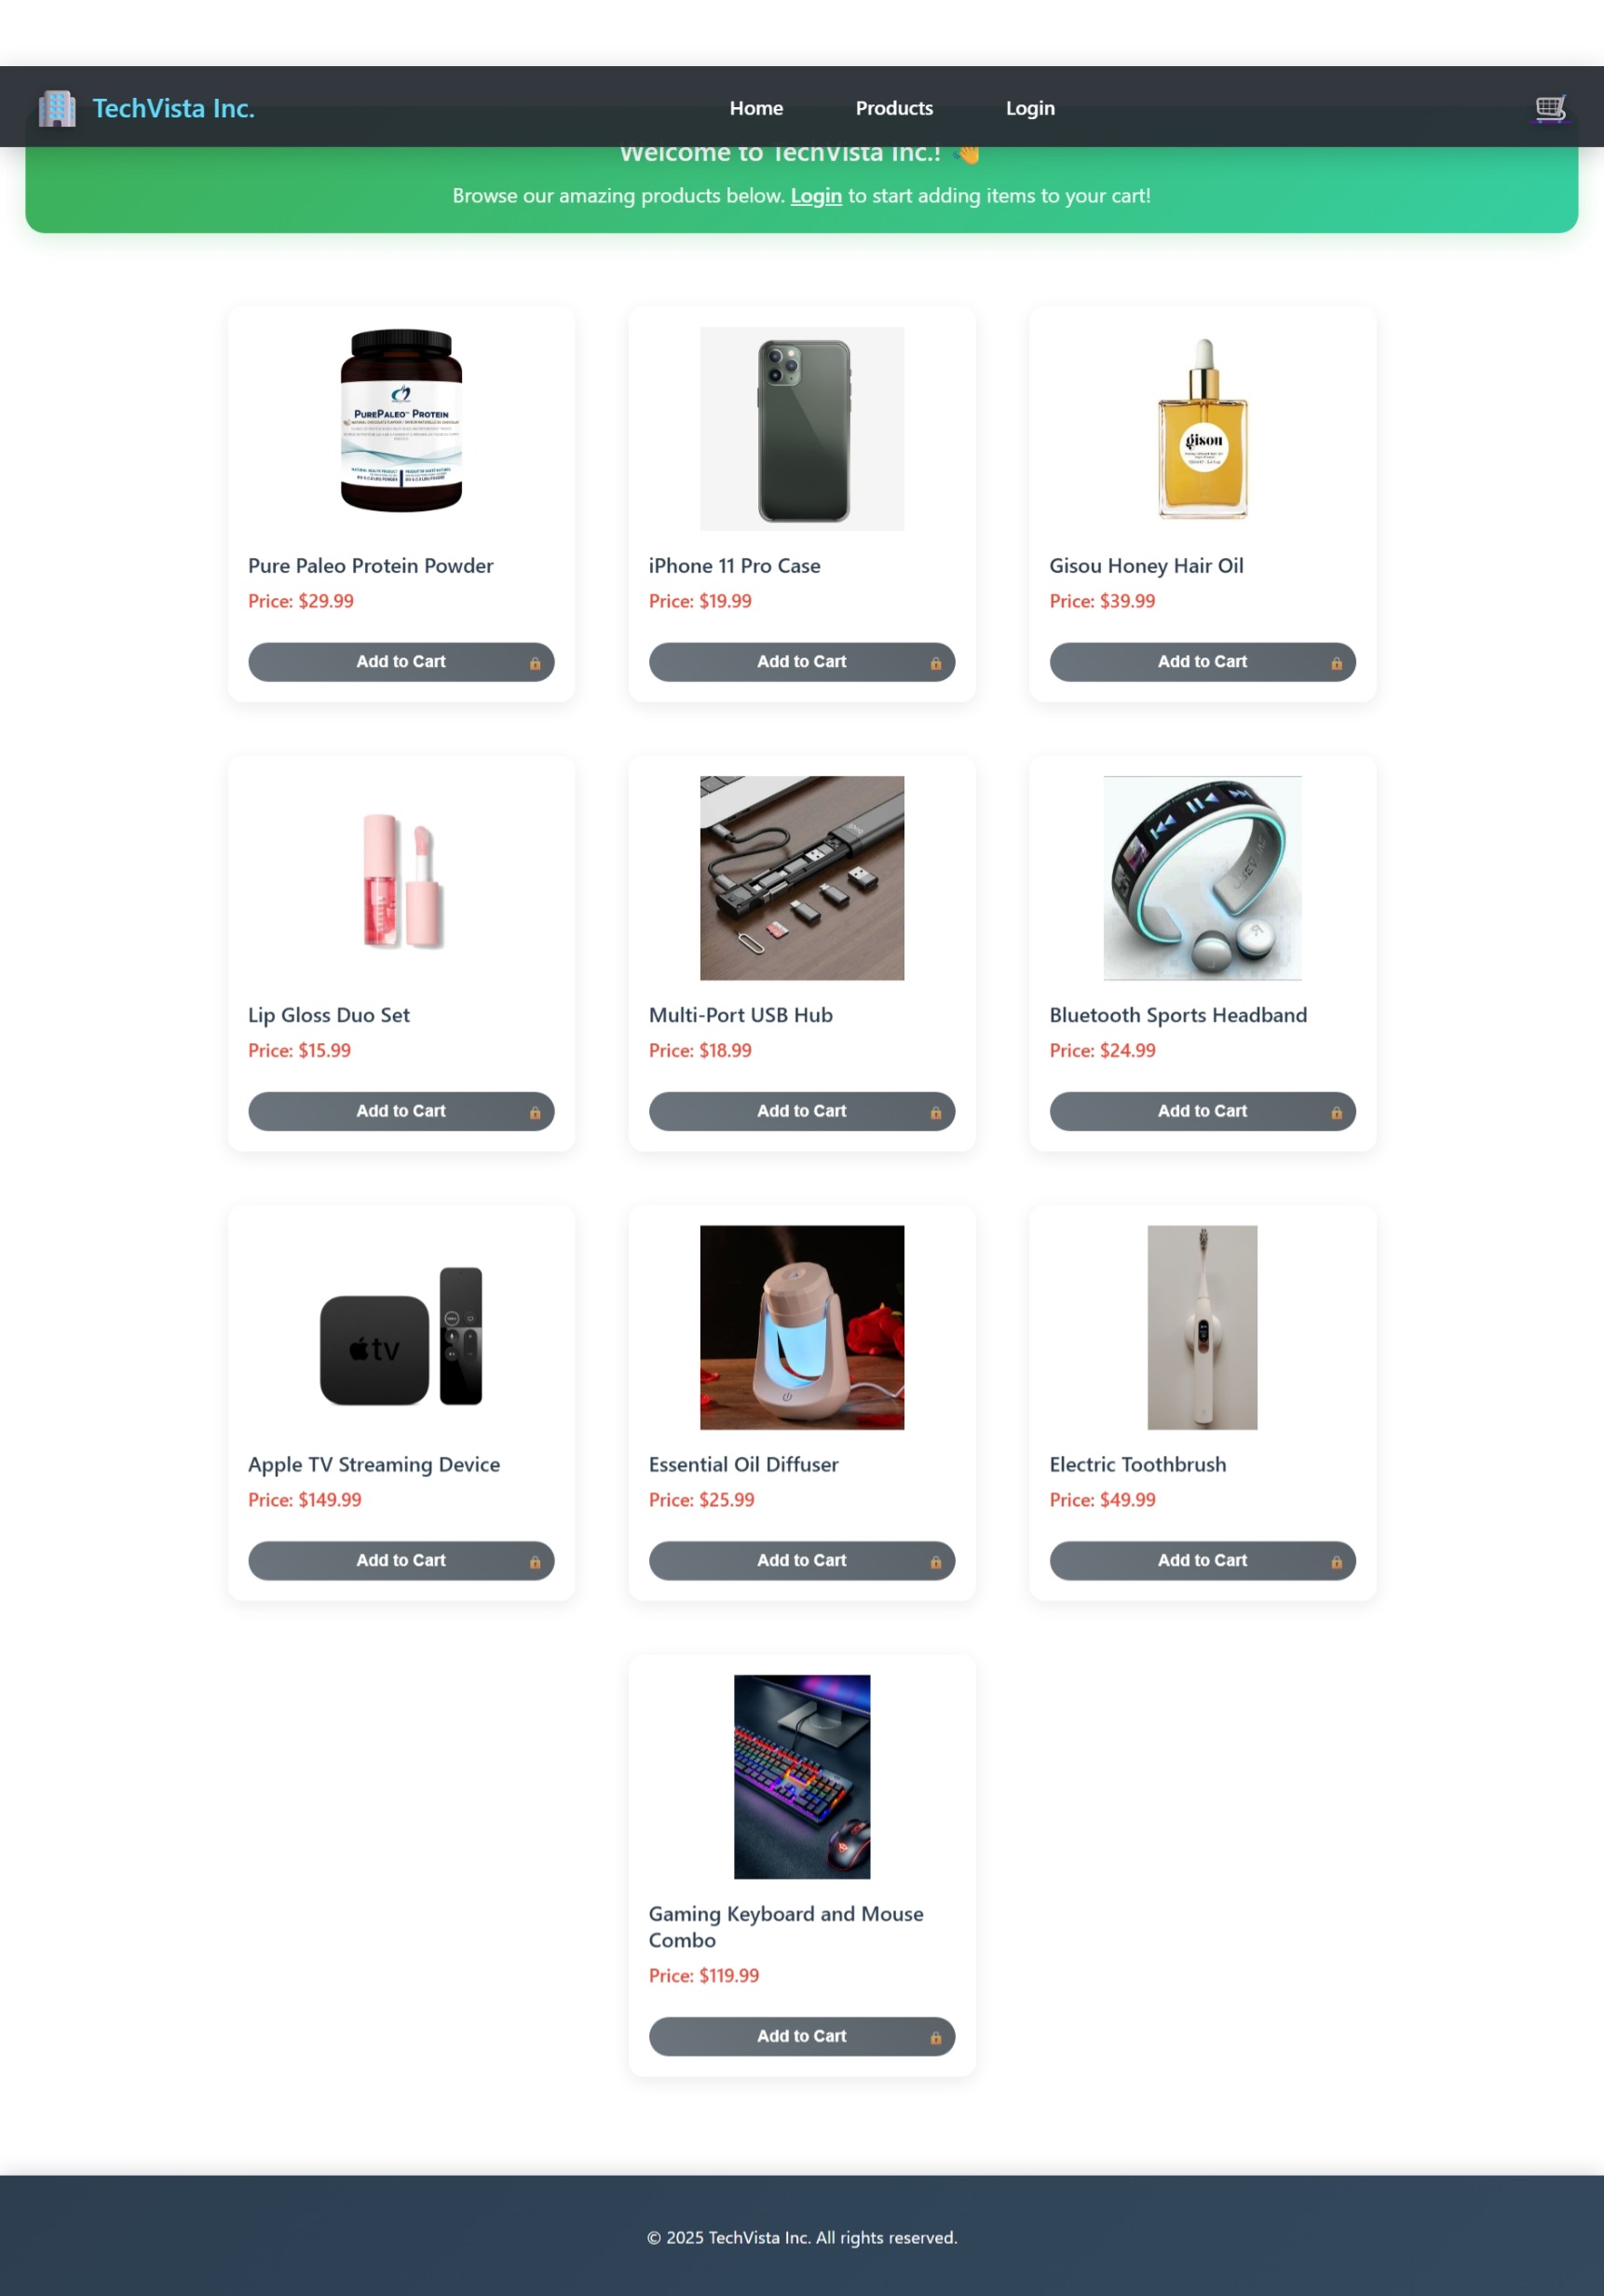 TechVista Inc.
Home
Products
Login
Welcome to TechVista Inc.! 👋
Browse our amazing products below. Login to start adding items to your cart!
PUREPALEO™ PROTEIN
Pure Paleo Protein Powder
Price: $29.99
Add to Cart
iPhone 11 Pro Case
Price: $19.99
Add to Cart
gisou
Gisou Honey Hair Oil
Price: $39.99
Add to Cart
Lip Gloss Duo Set
Price: $15.99
Add to Cart
Multi-Port USB Hub
Price: $18.99
Add to Cart
Bluetooth Sports Headband
Price: $24.99
Add to Cart
tv
Apple TV Streaming Device
Price: $149.99
Add to Cart
Essential Oil Diffuser
Price: $25.99
Add to Cart
Electric Toothbrush
Price: $49.99
Add to Cart
Gaming Keyboard and Mouse
Combo
Price: $119.99
Add to Cart
© 2025 TechVista Inc. All rights reserved.